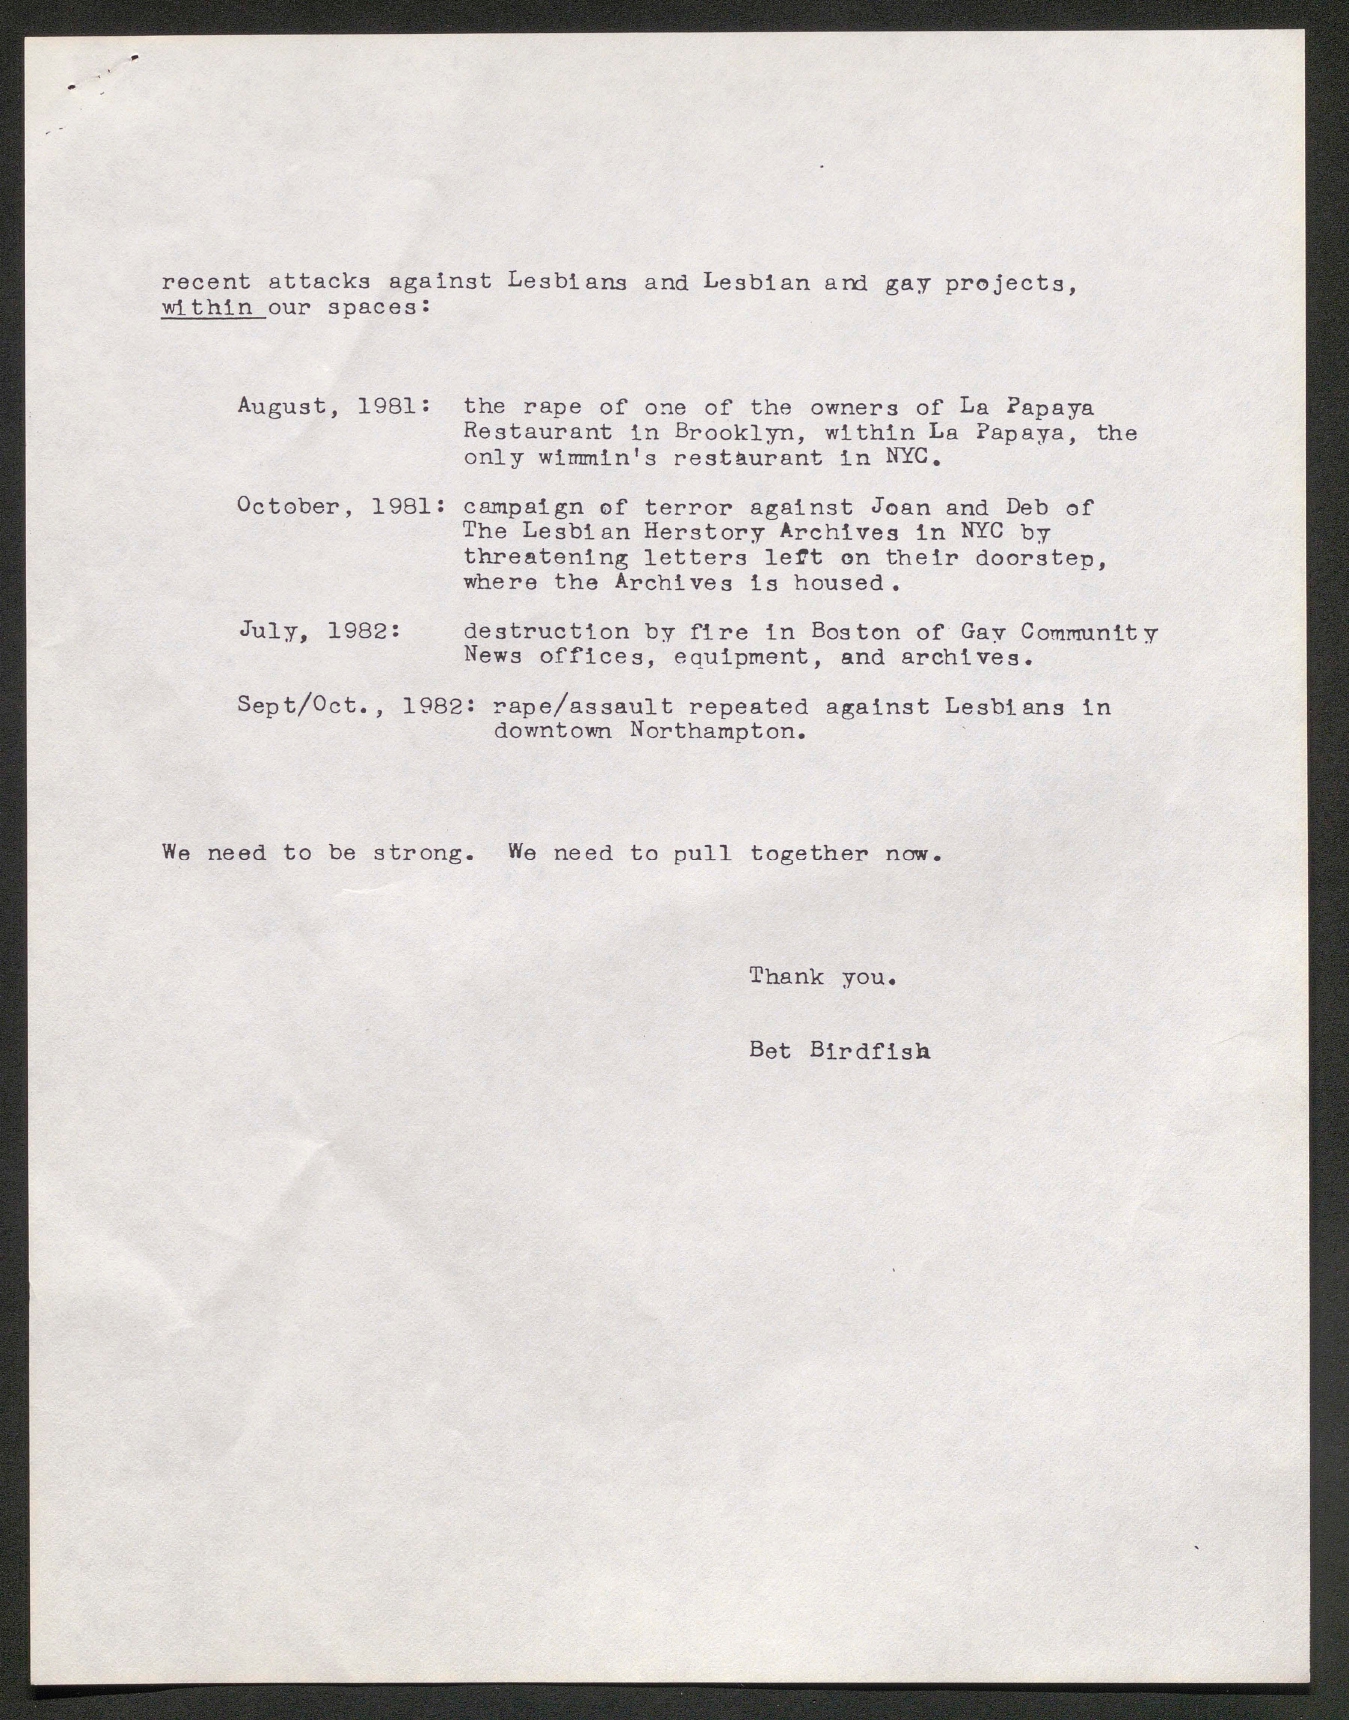 recent attacks against Lesbians and Lesbian and gay projects,
within our spaces:
August, 1981: the rape of one of the owners of La Papaya
Restaurant in Brooklyn, within La Papaya, the
only wimmin's restaurant in NYC.
October, 1981: campaign of terror against Joan and Deb of
The Lesbian Herstory Archives in NYC by
threatening letters left on their doorstep,
where the Archives is housed.
July, 1982: destruction by fire in Boston of Gay Community
News offices, equipment, and archives.
Sept/Oct., 1982: rape/assault repeated against Lesbians in
downtown Northampton.
We need to be strong. We need to pull together now.
Thank you.
Bet Birdfish